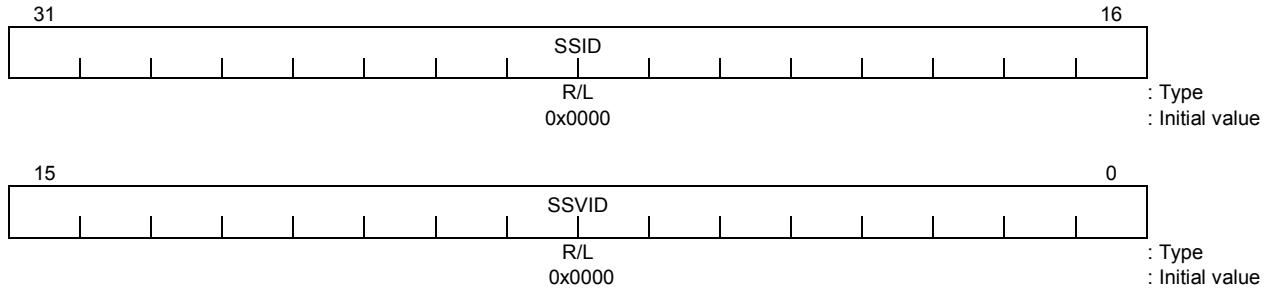 31 16
SSID
R/L : Type
0x0000 : Initial value
15 0
SSVID
R/L : Type
0x0000 : Initial value